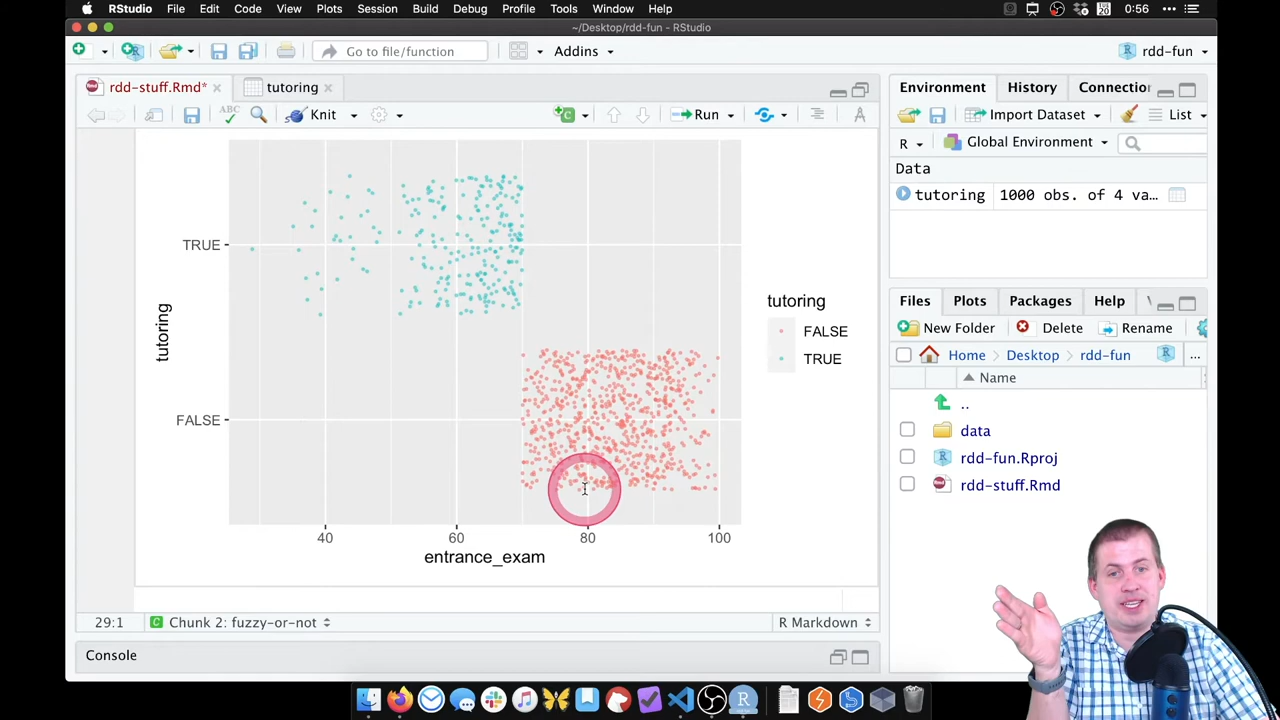 RStudio File Edit Code View Plots Session Build Debug Profile Tools Window Help 0:56
~/Desktop/rdd-fun - RStudio
Go to file/function Addins rdd-fun
rdd-stuff.Rmd* tutoring
ABC Knit Run
TRUE
FALSE
tutoring
40 60 80 100
entrance_exam
tutoring
FALSE
TRUE
29:1 Chunk 2: fuzzy-or-not R Markdown
Console
Environment History Connectio
Import Dataset List
R Global Environment
Data
tutoring 1000 obs. of 4 va…
Files Plots Packages Help
New Folder Delete Rename
Home Desktop rdd-fun ...
Name
..
data
rdd-fun.Rproj
rdd-stuff.Rmd